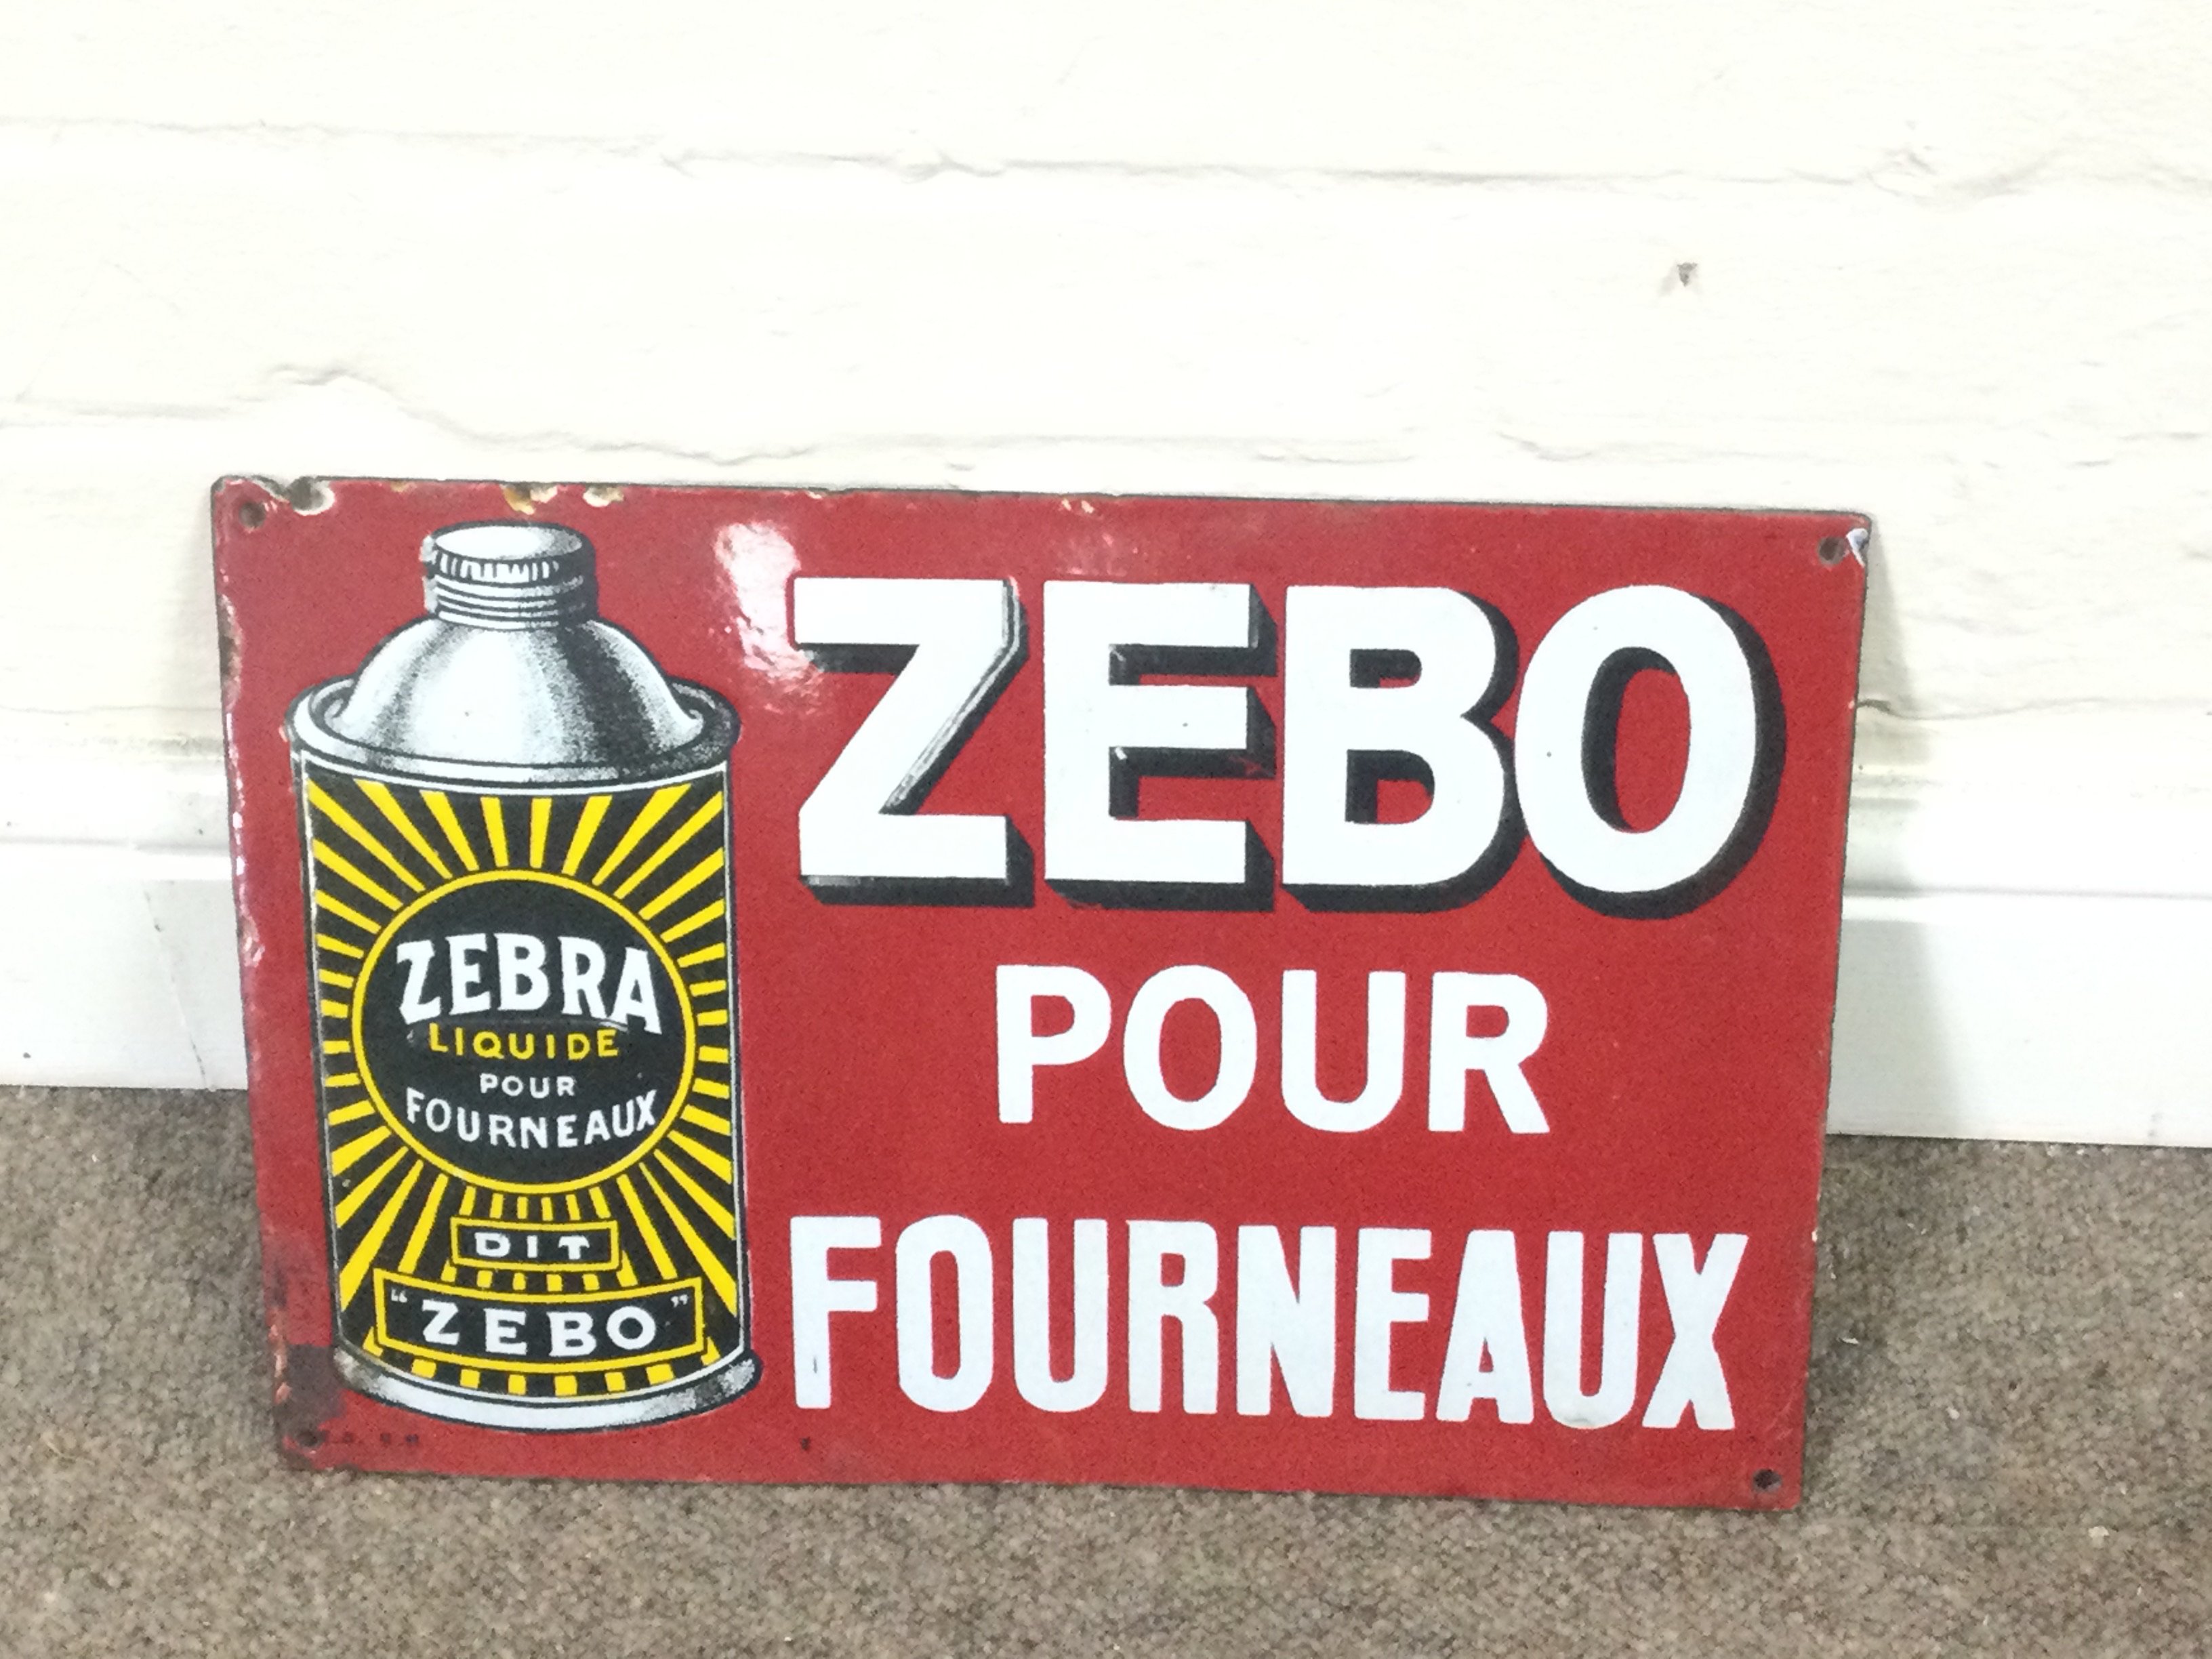 ZEBO
POUR
FOURNEAUX
ZEBRA
LIQUIDE
POUR
FOURNEAUX
DIT
"ZEBO"